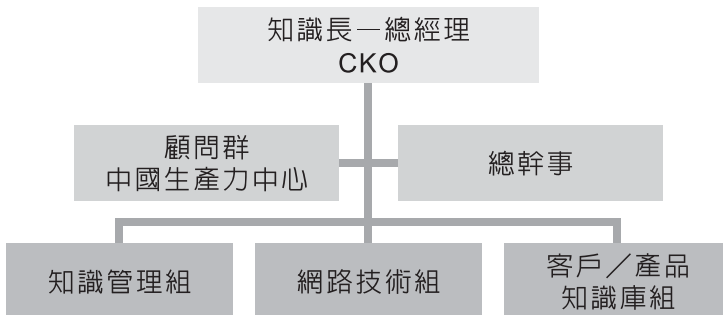 知識長－總經理
CKO
顧問群
中國生產力中心
總幹事
知識管理組
網路技術組
客戶／產品
知識庫組